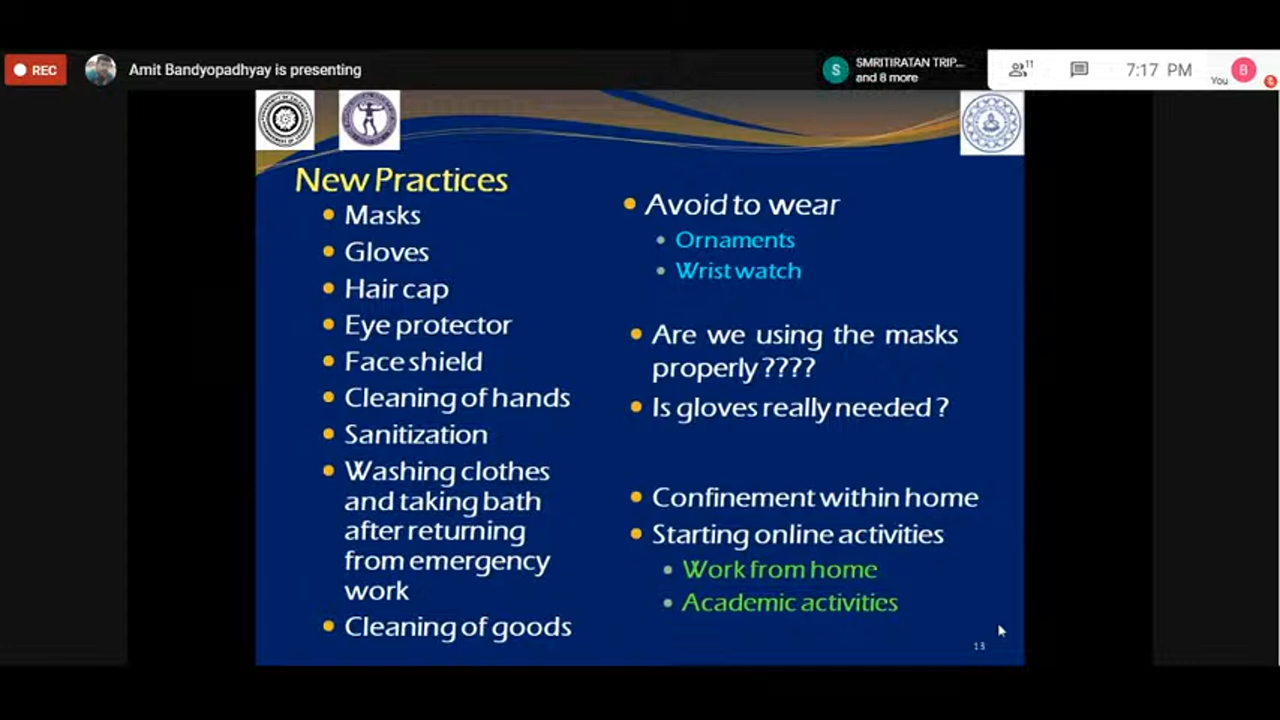 REC
Amit Bandyopadhyay is presenting
S
SMRITIRATAN TRIP...
and 8 more
11
7:17 PM
You
B
New Practices
Masks
Gloves
Hair cap
Eye protector
Face shield
Cleaning of hands
Sanitization
Washing clothes
and taking bath
after returning
from emergency
work
Cleaning of goods
Avoid to wear
Ornaments
Wrist watch
Are we using the masks
properly ????
Is gloves really needed ?
Confinement within home
Starting online activities
Work from home
Academic activities
13